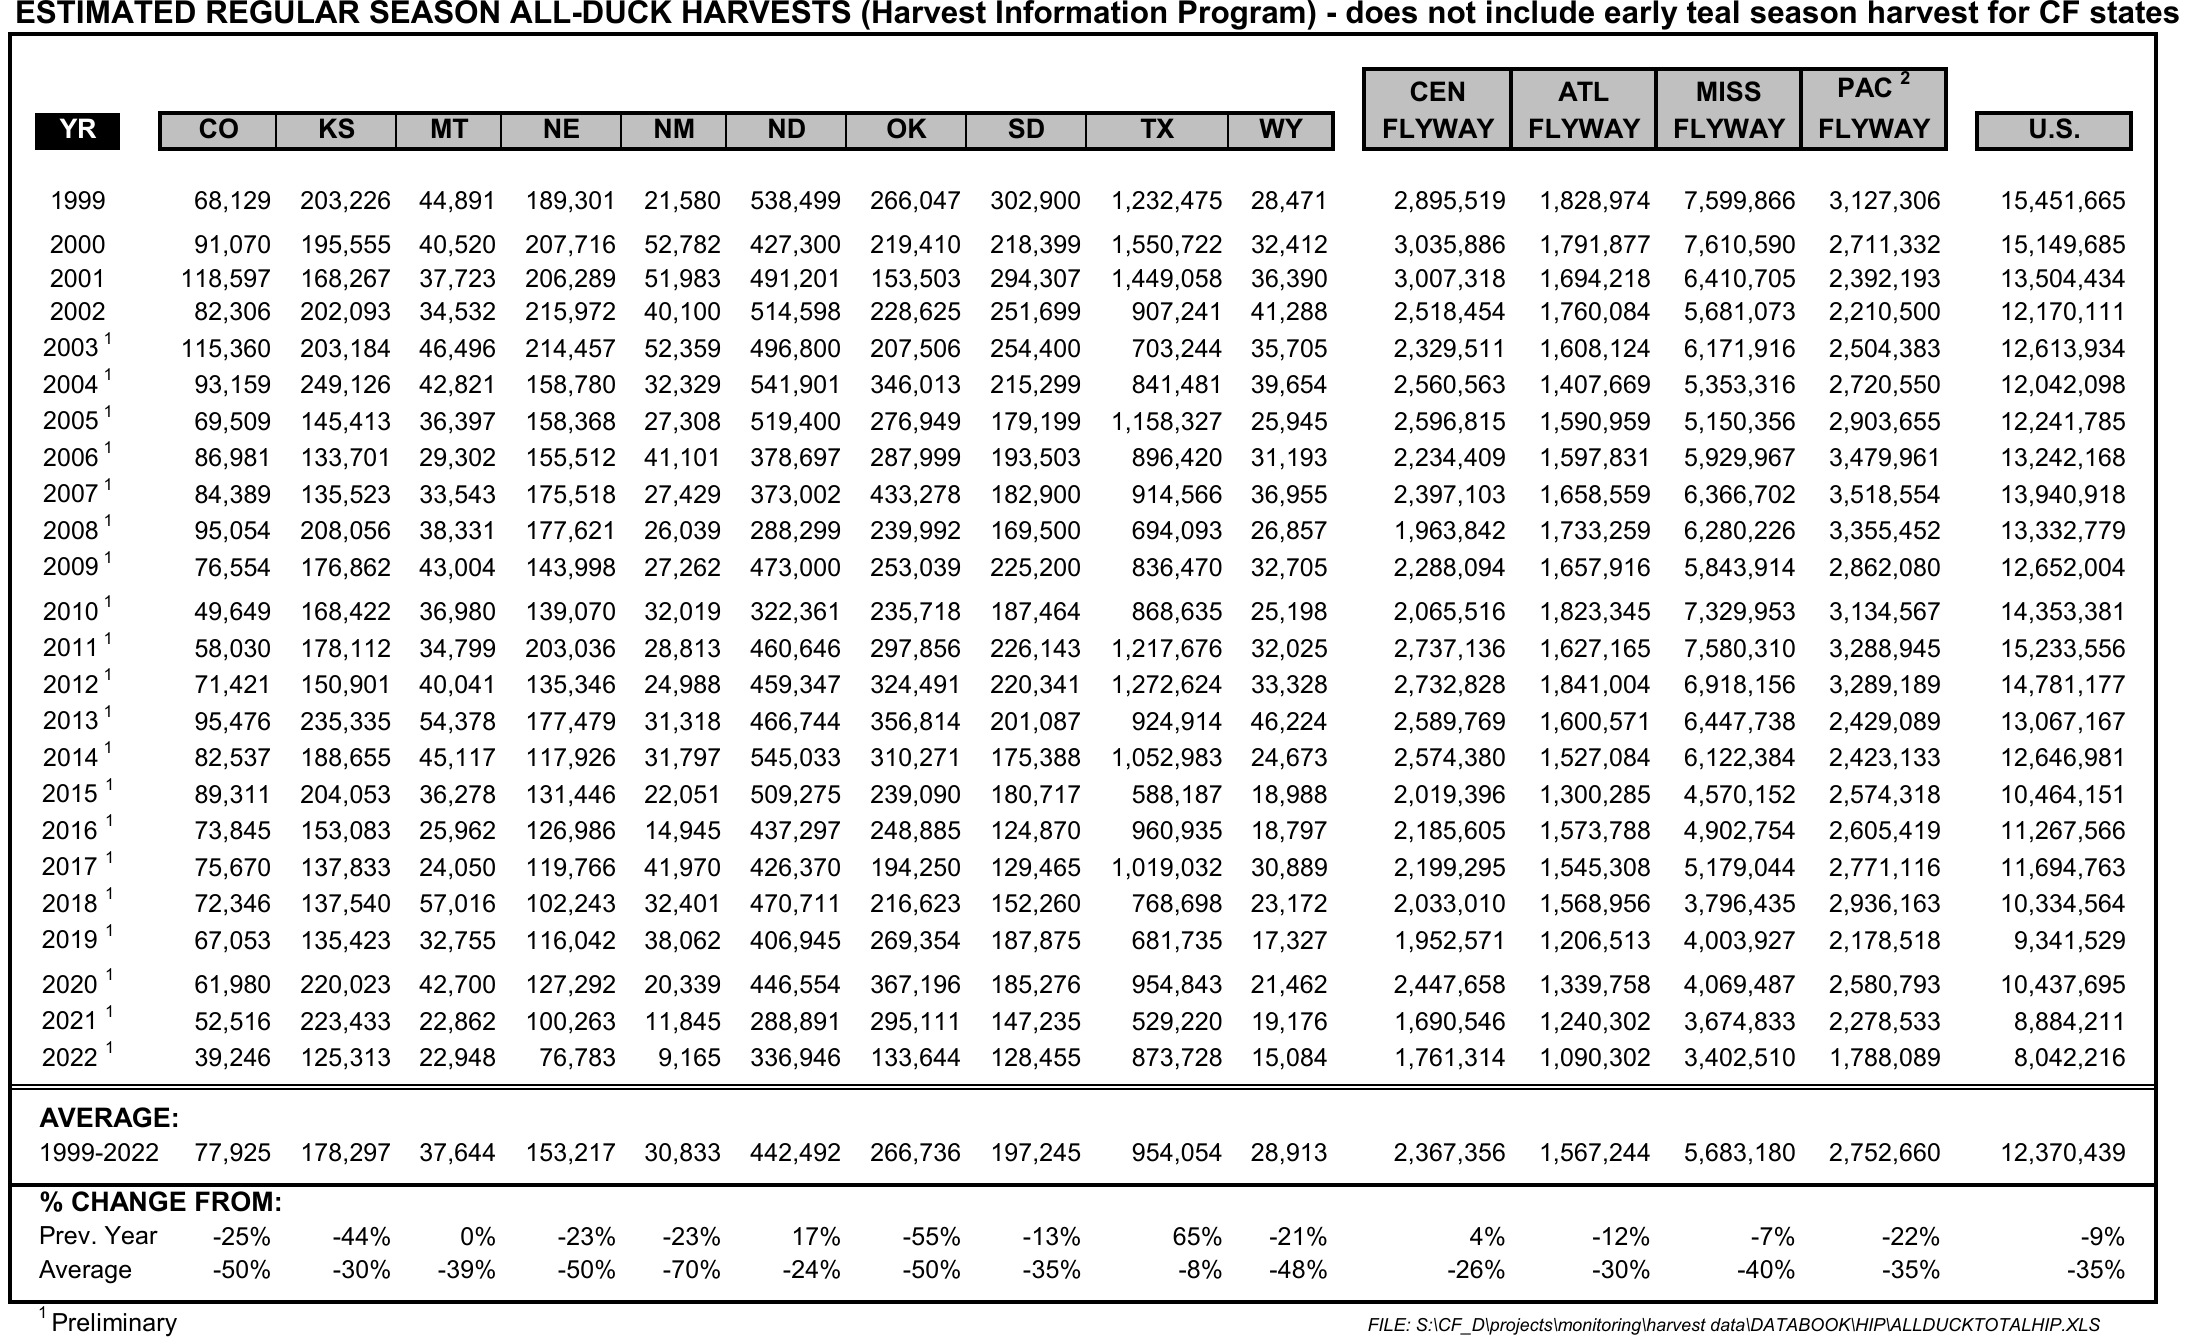 ESTIMATED REGULAR SEASON ALL-DUCK HARVESTS (Harvest Information Program) - does not include early teal season harvest for CF states
CEN ATL MISS PAC ²
YR CO KS MT NE NM ND OK SD TX WY FLYWAY FLYWAY FLYWAY FLYWAY U.S.
1999 68,129 203,226 44,891 189,301 21,580 538,499 266,047 302,900 1,232,475 28,471 2,895,519 1,828,974 7,599,866 3,127,306 15,451,665
2000 91,070 195,555 40,520 207,716 52,782 427,300 219,410 218,399 1,550,722 32,412 3,035,886 1,791,877 7,610,590 2,711,332 15,149,685
2001 118,597 168,267 37,723 206,289 51,983 491,201 153,503 294,307 1,449,058 36,390 3,007,318 1,694,218 6,410,705 2,392,193 13,504,434
2002 82,306 202,093 34,532 215,972 40,100 514,598 228,625 251,699 907,241 41,288 2,518,454 1,760,084 5,681,073 2,210,500 12,170,111
2003 ¹ 115,360 203,184 46,496 214,457 52,359 496,800 207,506 254,400 703,244 35,705 2,329,511 1,608,124 6,171,916 2,504,383 12,613,934
2004 ¹ 93,159 249,126 42,821 158,780 32,329 541,901 346,013 215,299 841,481 39,654 2,560,563 1,407,669 5,353,316 2,720,550 12,042,098
2005 ¹ 69,509 145,413 36,397 158,368 27,308 519,400 276,949 179,199 1,158,327 25,945 2,596,815 1,590,959 5,150,356 2,903,655 12,241,785
2006 ¹ 86,981 133,701 29,302 155,512 41,101 378,697 287,999 193,503 896,420 31,193 2,234,409 1,597,831 5,929,967 3,479,961 13,242,168
2007 ¹ 84,389 135,523 33,543 175,518 27,429 373,002 433,278 182,900 914,566 36,955 2,397,103 1,658,559 6,366,702 3,518,554 13,940,918
2008 ¹ 95,054 208,056 38,331 177,621 26,039 288,299 239,992 169,500 694,093 26,857 1,963,842 1,733,259 6,280,226 3,355,452 13,332,779
2009 ¹ 76,554 176,862 43,004 143,998 27,262 473,000 253,039 225,200 836,470 32,705 2,288,094 1,657,916 5,843,914 2,862,080 12,652,004
2010 ¹ 49,649 168,422 36,980 139,070 32,019 322,361 235,718 187,464 868,635 25,198 2,065,516 1,823,345 7,329,953 3,134,567 14,353,381
2011 ¹ 58,030 178,112 34,799 203,036 28,813 460,646 297,856 226,143 1,217,676 32,025 2,737,136 1,627,165 7,580,310 3,288,945 15,233,556
2012 ¹ 71,421 150,901 40,041 135,346 24,988 459,347 324,491 220,341 1,272,624 33,328 2,732,828 1,841,004 6,918,156 3,289,189 14,781,177
2013 ¹ 95,476 235,335 54,378 177,479 31,318 466,744 356,814 201,087 924,914 46,224 2,589,769 1,600,571 6,447,738 2,429,089 13,067,167
2014 ¹ 82,537 188,655 45,117 117,926 31,797 545,033 310,271 175,388 1,052,983 24,673 2,574,380 1,527,084 6,122,384 2,423,133 12,646,981
2015 ¹ 89,311 204,053 36,278 131,446 22,051 509,275 239,090 180,717 588,187 18,988 2,019,396 1,300,285 4,570,152 2,574,318 10,464,151
2016 ¹ 73,845 153,083 25,962 126,986 14,945 437,297 248,885 124,870 960,935 18,797 2,185,605 1,573,788 4,902,754 2,605,419 11,267,566
2017 ¹ 75,670 137,833 24,050 119,766 41,970 426,370 194,250 129,465 1,019,032 30,889 2,199,295 1,545,308 5,179,044 2,771,116 11,694,763
2018 ¹ 72,346 137,540 57,016 102,243 32,401 470,711 216,623 152,260 768,698 23,172 2,033,010 1,568,956 3,796,435 2,936,163 10,334,564
2019 ¹ 67,053 135,423 32,755 116,042 38,062 406,945 269,354 187,875 681,735 17,327 1,952,571 1,206,513 4,003,927 2,178,518 9,341,529
2020 ¹ 61,980 220,023 42,700 127,292 20,339 446,554 367,196 185,276 954,843 21,462 2,447,658 1,339,758 4,069,487 2,580,793 10,437,695
2021 ¹ 52,516 223,433 22,862 100,263 11,845 288,891 295,111 147,235 529,220 19,176 1,690,546 1,240,302 3,674,833 2,278,533 8,884,211
2022 ¹ 39,246 125,313 22,948 76,783 9,165 336,946 133,644 128,455 873,728 15,084 1,761,314 1,090,302 3,402,510 1,788,089 8,042,216
AVERAGE:
1999-2022 77,925 178,297 37,644 153,217 30,833 442,492 266,736 197,245 954,054 28,913 2,367,356 1,567,244 5,683,180 2,752,660 12,370,439
% CHANGE FROM:
Prev. Year -25% -44% 0% -23% -23% 17% -55% -13% 65% -21% 4% -12% -7% -22% -9%
Average -50% -30% -39% -50% -70% -24% -50% -35% -8% -48% -26% -30% -40% -35% -35%
¹ Preliminary FILE: S:\CF_D\projects\monitoring\harvest data\DATABOOK\HIP\ALLDUCKTOTALHIP.XLS